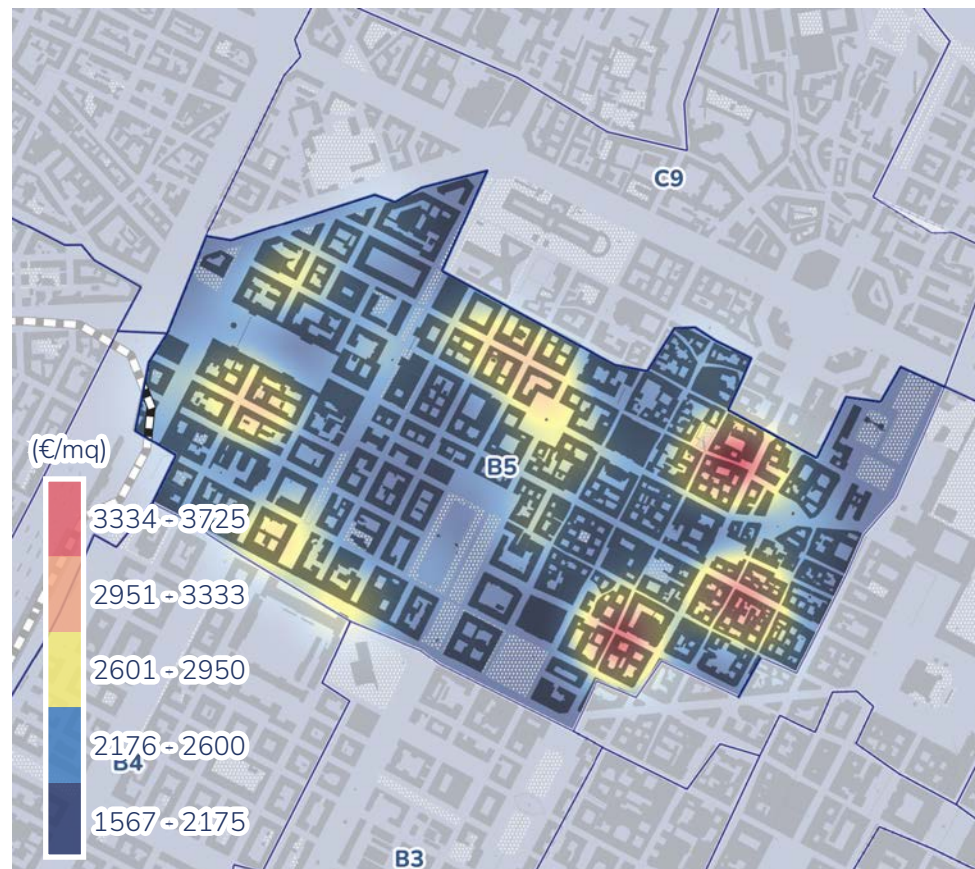 C9
B5
(€/mq)
3334 - 3725
2951 - 3333
2601 - 2950
2176 - 2600
B4
1567 - 2175
B3